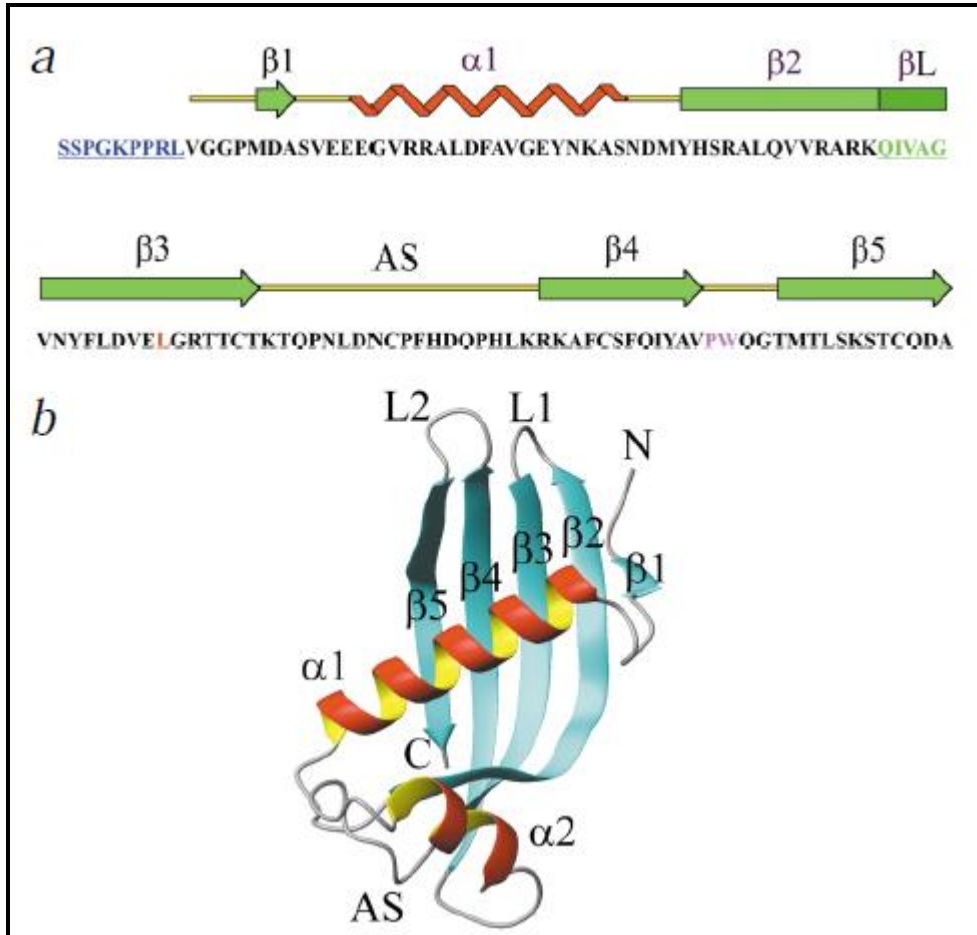 a
β1 α1 β2 βL
SSPGKPPRLVGGPMDASVEEEGVRRALDFAVGEYNKASNDMYHSRALQVVRARKQIVAG
β3 AS β4 β5
VNYFLDVELGRTTCTKTQPNLDNCPFHDQPHLKRKAFCSFQIYAVPWQGTMTLSKSTCQDA
b
L2 L1 N
β5 β4 β3 β2 β1
α1
C
α2
AS